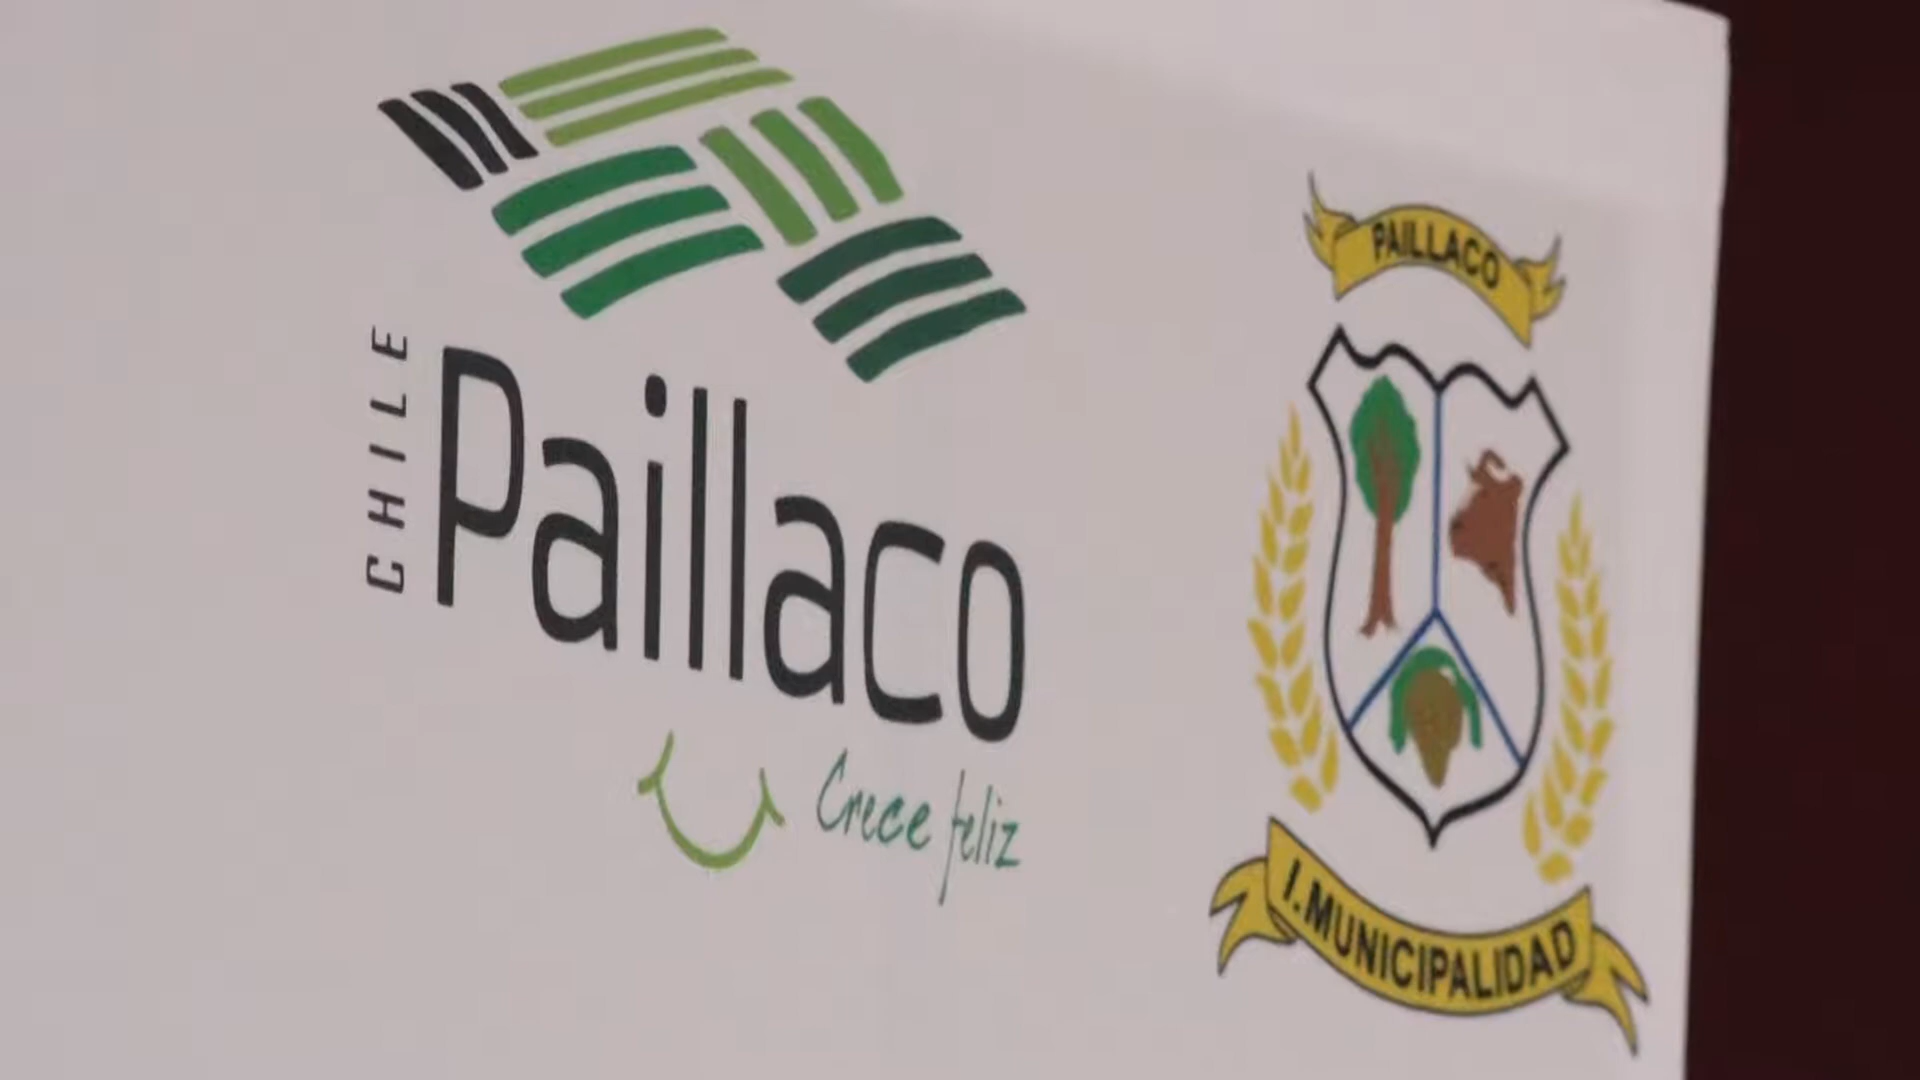 CHILE
Paillaco
Crece feliz
PAILLACO
I. MUNICIPALIDAD